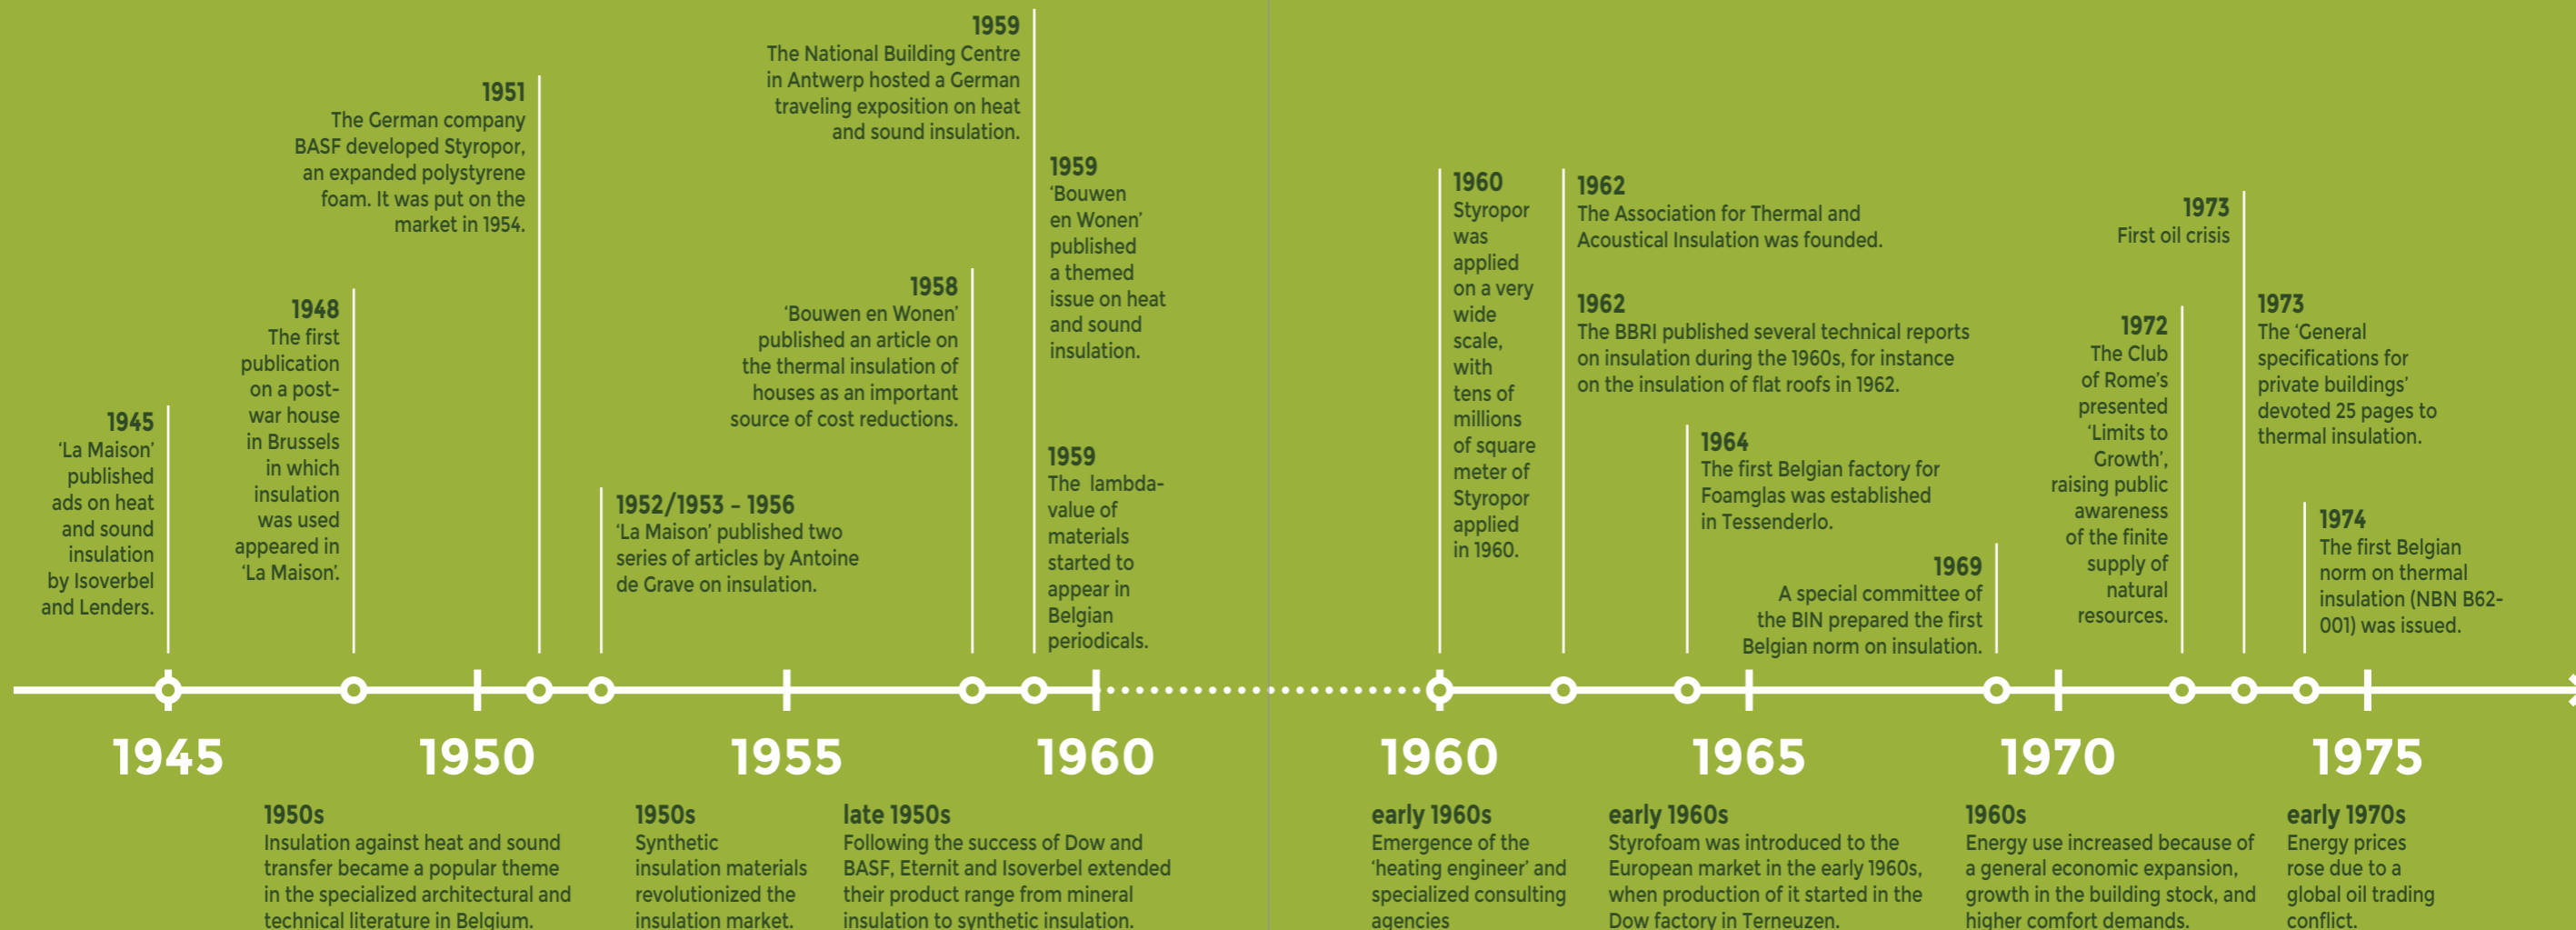 1945
‘La Maison’
published
ads on heat
and sound
insulation
by Isoverbel
and Lenders.
1948
The first
publication
on a post-
war house
in Brussels
in which
insulation
was used
appeared in
‘La Maison’.
1951
The German company
BASF developed Styropor,
an expanded polystyrene
foam. It was put on the
market in 1954.
1952/1953 - 1956
‘La Maison’ published two
series of articles by Antoine
de Grave on insulation.
1958
‘Bouwen en Wonen’
published an article on
the thermal insulation of
houses as an important
source of cost reductions.
1959
The National Building Centre
in Antwerp hosted a German
traveling exposition on heat
and sound insulation.
1959
‘Bouwen
en Wonen’
published
a themed
issue on heat
and sound
insulation.
1959
The lambda-
value of
materials
started to
appear in
Belgian
periodicals.
1960
Styropor
was
applied
on a very
wide
scale,
with
tens of
millions
of square
meter of
Styropor
applied
in 1960.
1962
The Association for Thermal and
Acoustical Insulation was founded.
1962
The BBRI published several technical reports
on insulation during the 1960s, for instance
on the insulation of flat roofs in 1962.
1964
The first Belgian factory for
Foamglas was established
in Tessenderlo.
1969
A special committee of
the BIN prepared the first
Belgian norm on insulation.
1972
The Club
of Rome’s
presented
‘Limits to
Growth’,
raising public
awareness
of the finite
supply of
natural
resources.
1973
First oil crisis
1973
The ‘General
specifications for
private buildings’
devoted 25 pages to
thermal insulation.
1974
The first Belgian
norm on thermal
insulation (NBN B62-
001) was issued.
1945 1950 1955 1960 1960 1965 1970 1975
1950s
Insulation against heat and sound
transfer became a popular theme
in the specialized architectural and
technical literature in Belgium.
1950s
Synthetic
insulation materials
revolutionized the
insulation market.
late 1950s
Following the success of Dow and
BASF, Eternit and Isoverbel extended
their product range from mineral
insulation to synthetic insulation.
early 1960s
Emergence of the
‘heating engineer’ and
specialized consulting
agencies
early 1960s
Styrofoam was introduced to the
European market in the early 1960s,
when production of it started in the
Dow factory in Terneuzen.
1960s
Energy use increased because of
a general economic expansion,
growth in the building stock, and
higher comfort demands.
early 1970s
Energy prices
rose due to a
global oil trading
conflict.